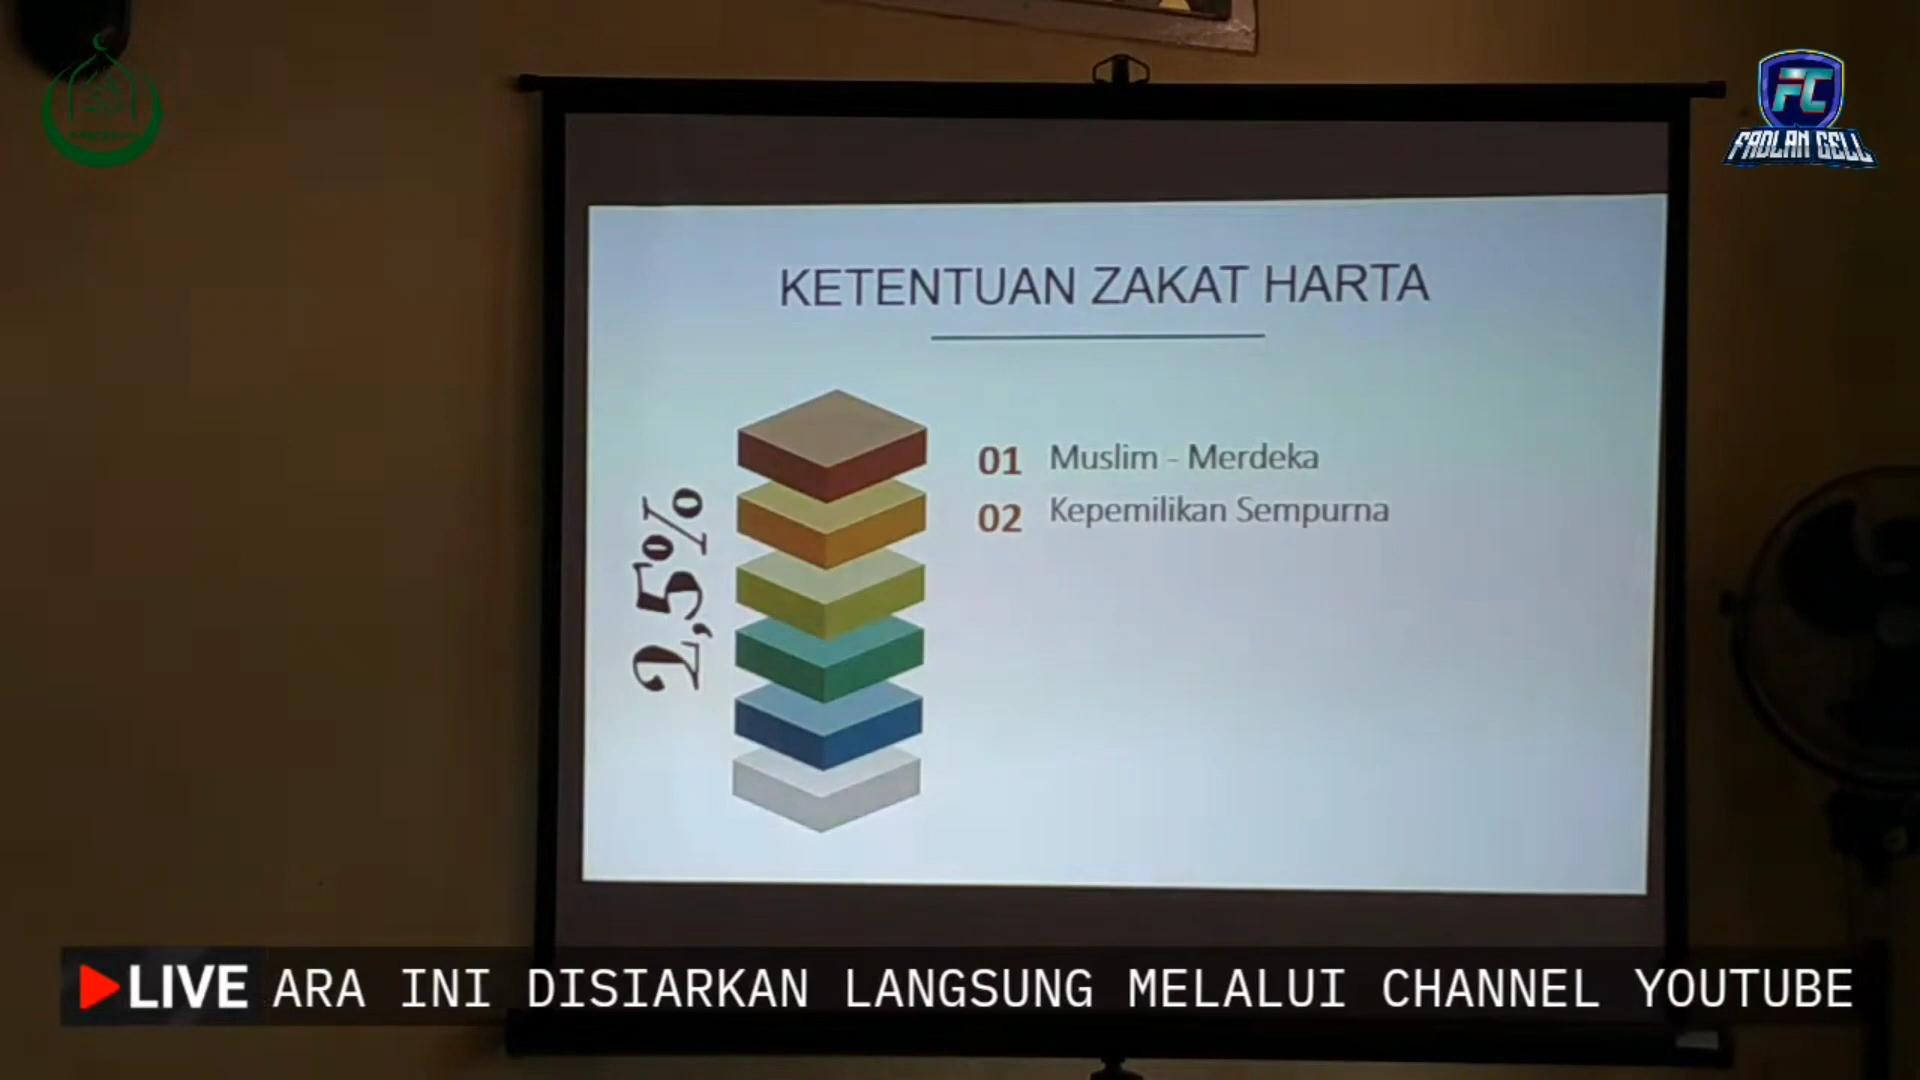 FC
FADLAN GELL
KETENTUAN ZAKAT HARTA
2,5%
01 Muslim - Merdeka
02 Kepemilikan Sempurna
LIVE ARA INI DISIARKAN LANGSUNG MELALUI CHANNEL YOUTUBE